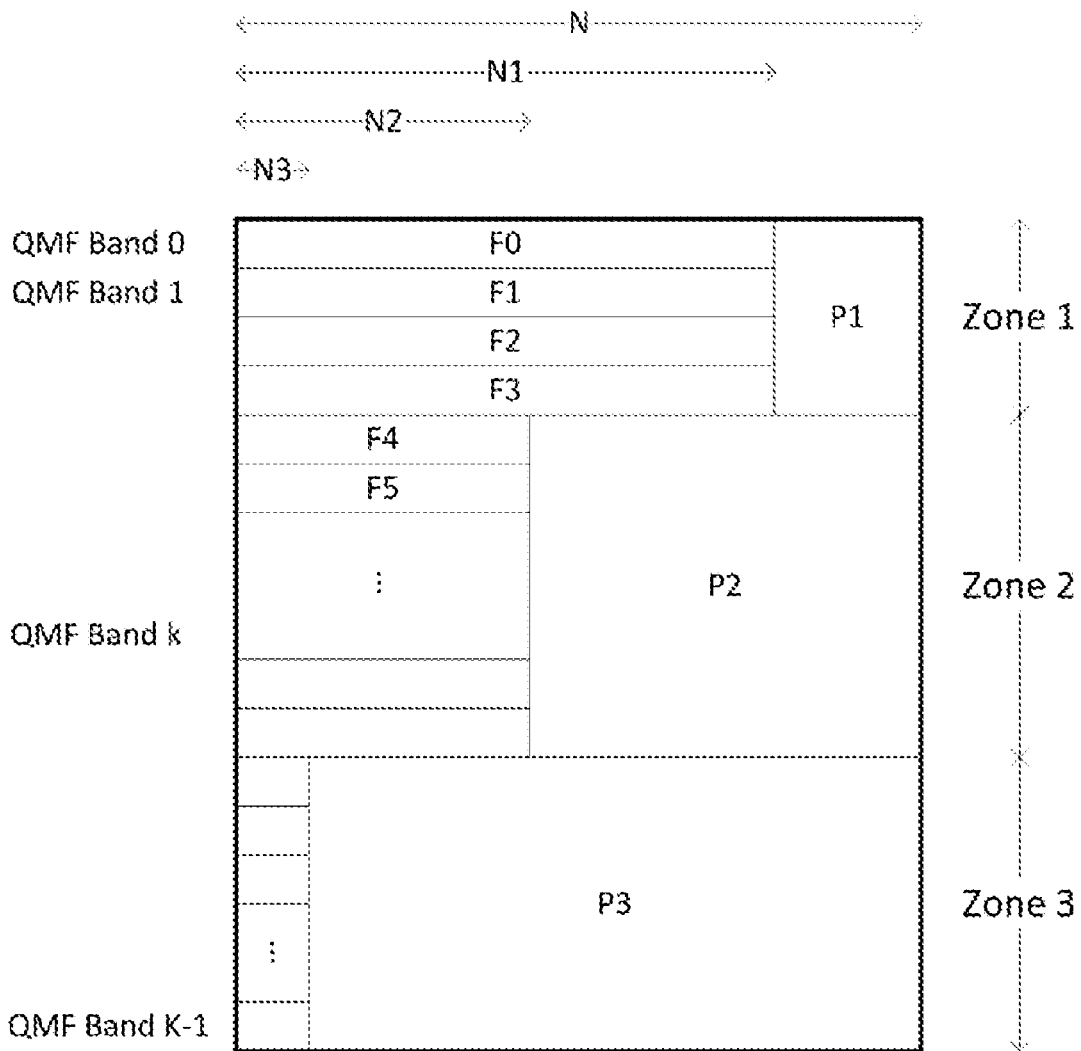 N
N1
N2
N3
QMF Band 0
F0
QMF Band 1
F1
P1
Zone 1
F2
F3
F4
F5
⋮
P2
Zone 2
QMF Band k
P3
Zone 3
⋮
QMF Band K-1